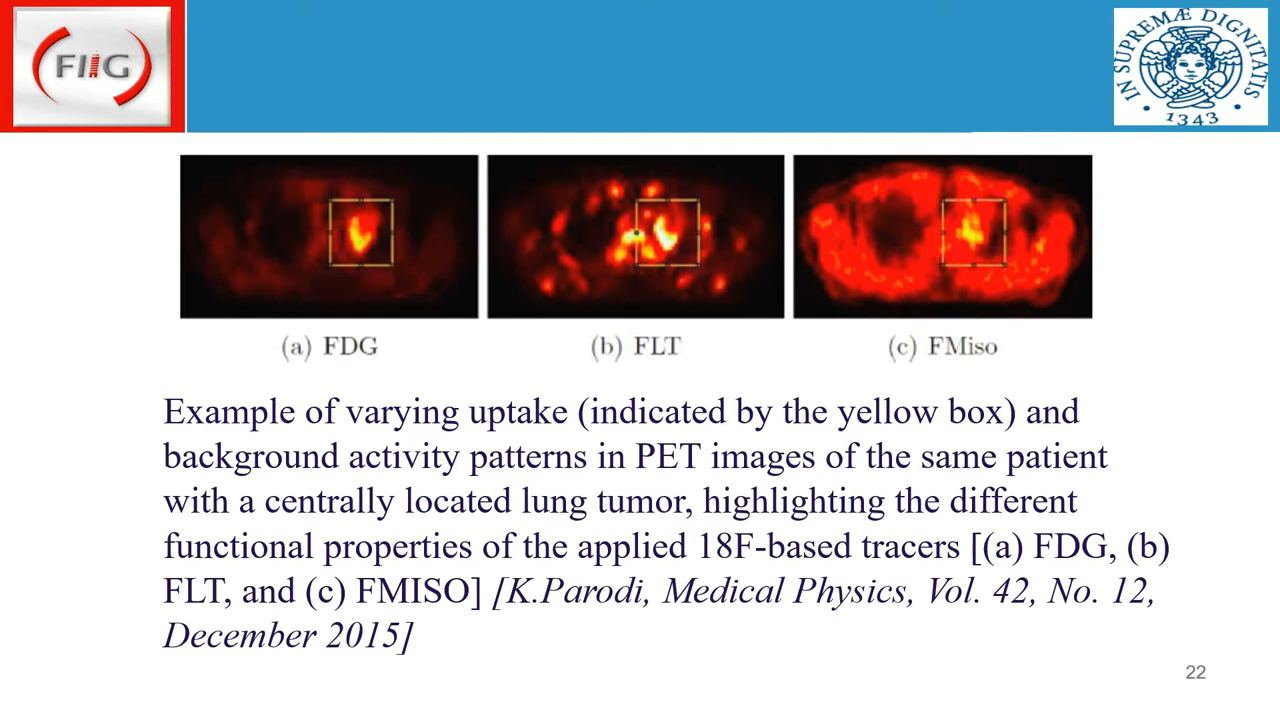 FIIG
IN SUPREMÆ DIGNITATIS
1343
(a) FDG
(b) FLT
(c) FMiso
Example of varying uptake (indicated by the yellow box) and
background activity patterns in PET images of the same patient
with a centrally located lung tumor, highlighting the different
functional properties of the applied 18F-based tracers [(a) FDG, (b)
FLT, and (c) FMISO] [K.Parodi, Medical Physics, Vol. 42, No. 12,
December 2015]
22